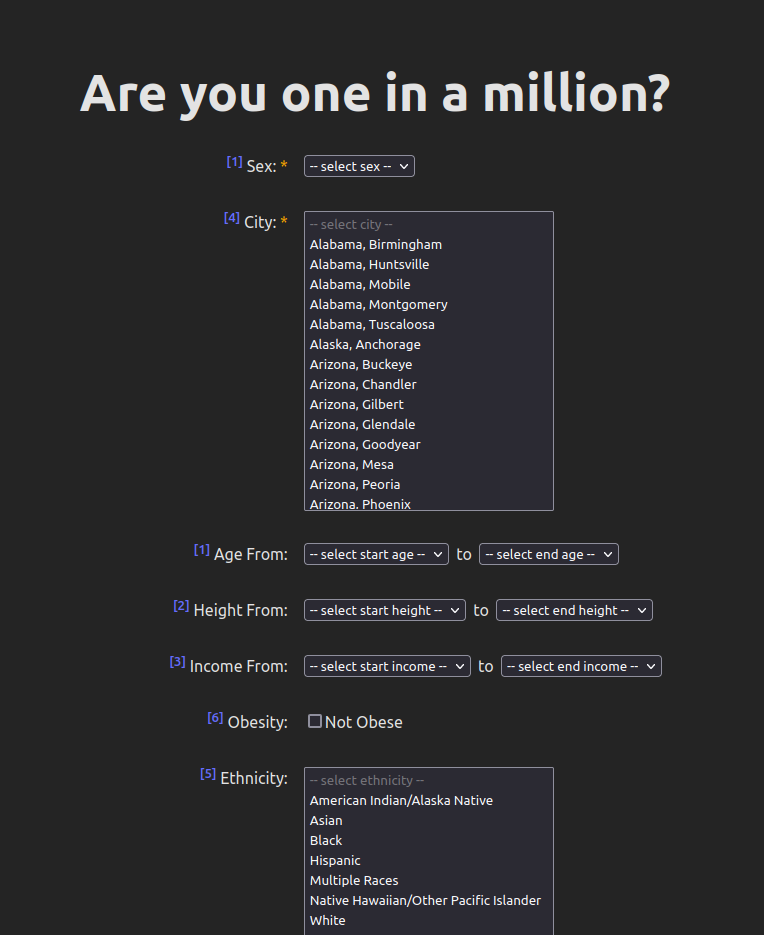 Are you one in a million?
[1] Sex: * -- select sex --
[4] City: * -- select city --
Alabama, Birmingham
Alabama, Huntsville
Alabama, Mobile
Alabama, Montgomery
Alabama, Tuscaloosa
Alaska, Anchorage
Arizona, Buckeye
Arizona, Chandler
Arizona, Gilbert
Arizona, Glendale
Arizona, Goodyear
Arizona, Mesa
Arizona, Peoria
Arizona, Phoenix
[1] Age From: -- select start age -- to -- select end age --
[2] Height From: -- select start height -- to -- select end height --
[3] Income From: -- select start income -- to -- select end income --
[6] Obesity: Not Obese
[5] Ethnicity: -- select ethnicity --
American Indian/Alaska Native
Asian
Black
Hispanic
Multiple Races
Native Hawaiian/Other Pacific Islander
White